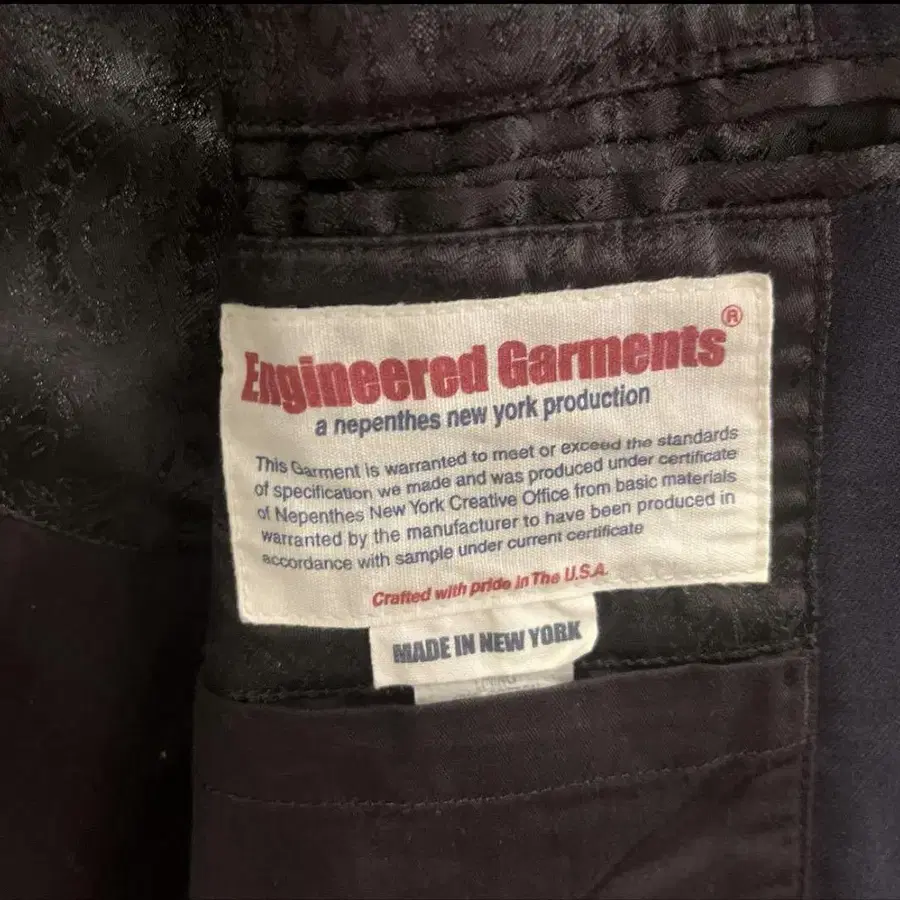 Engineered Garments®
a nepenthes new york production
This Garment is warranted to meet or exceed the standards
of specification we made and was produced under certificate
of Nepenthes New York Creative Office from basic materials
warranted by the manufacturer to have been produced in
accordance with sample under current certificate
Crafted with pride in The U.S.A.
MADE IN NEW YORK